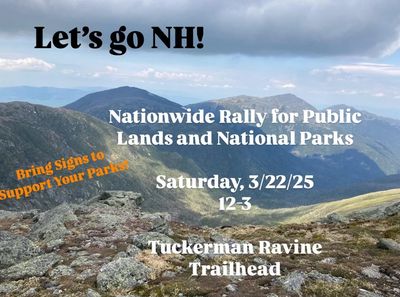 Let's go NH!
Nationwide Rally for Public
Lands and National Parks
Bring Signs to
Support Your Parks!
Saturday, 3/22/25
12-3
Tuckerman Ravine
Trailhead